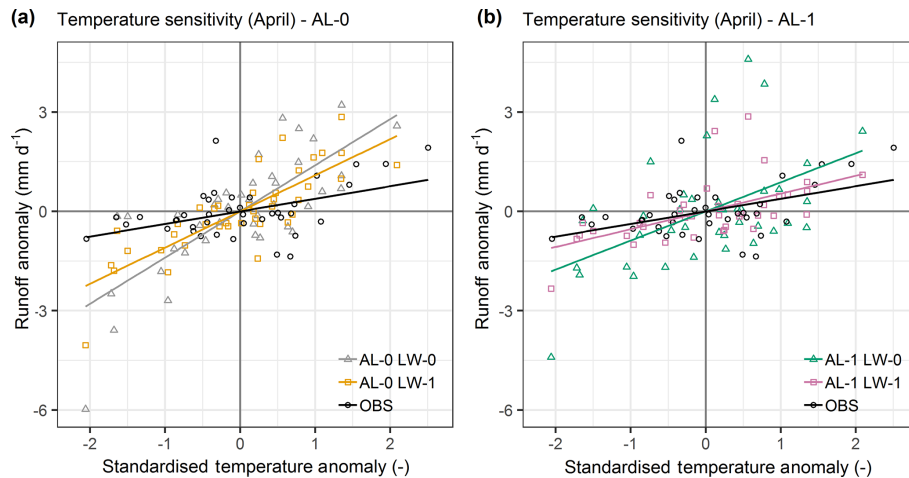 (a) Temperature sensitivity (April) - AL-0
Runoff anomaly (mm d⁻¹)
3
0
-3
-6
AL-0 LW-0
AL-0 LW-1
OBS
-2 -1 0 1 2
Standardised temperature anomaly (-)
(b) Temperature sensitivity (April) - AL-1
Runoff anomaly (mm d⁻¹)
3
0
-3
-6
AL-1 LW-0
AL-1 LW-1
OBS
-2 -1 0 1 2
Standardised temperature anomaly (-)